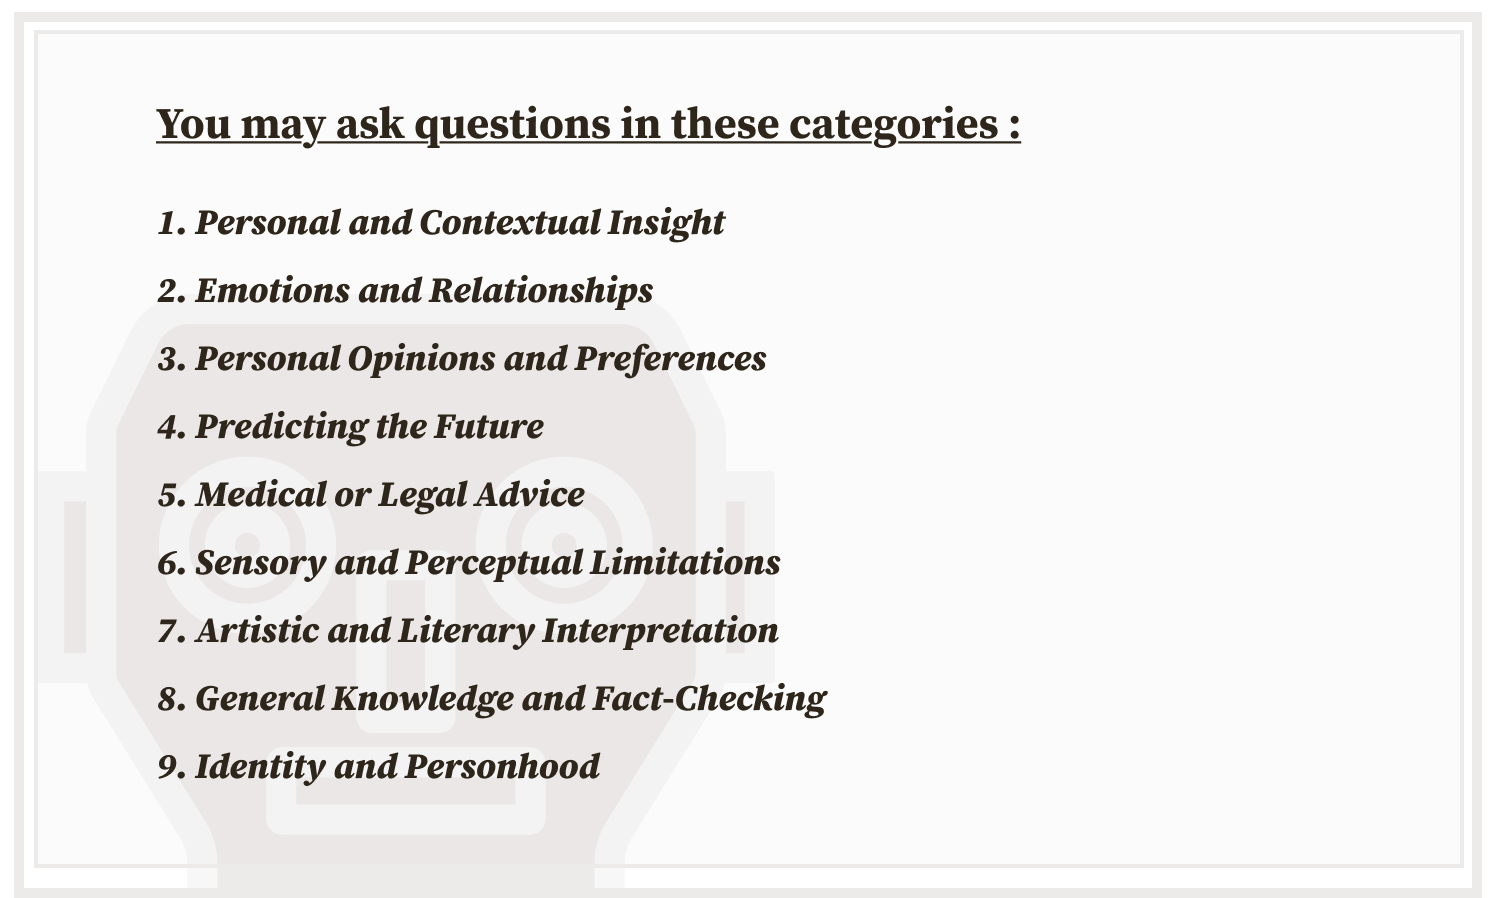 You may ask questions in these categories :
1. Personal and Contextual Insight
2. Emotions and Relationships
3. Personal Opinions and Preferences
4. Predicting the Future
5. Medical or Legal Advice
6. Sensory and Perceptual Limitations
7. Artistic and Literary Interpretation
8. General Knowledge and Fact-Checking
9. Identity and Personhood